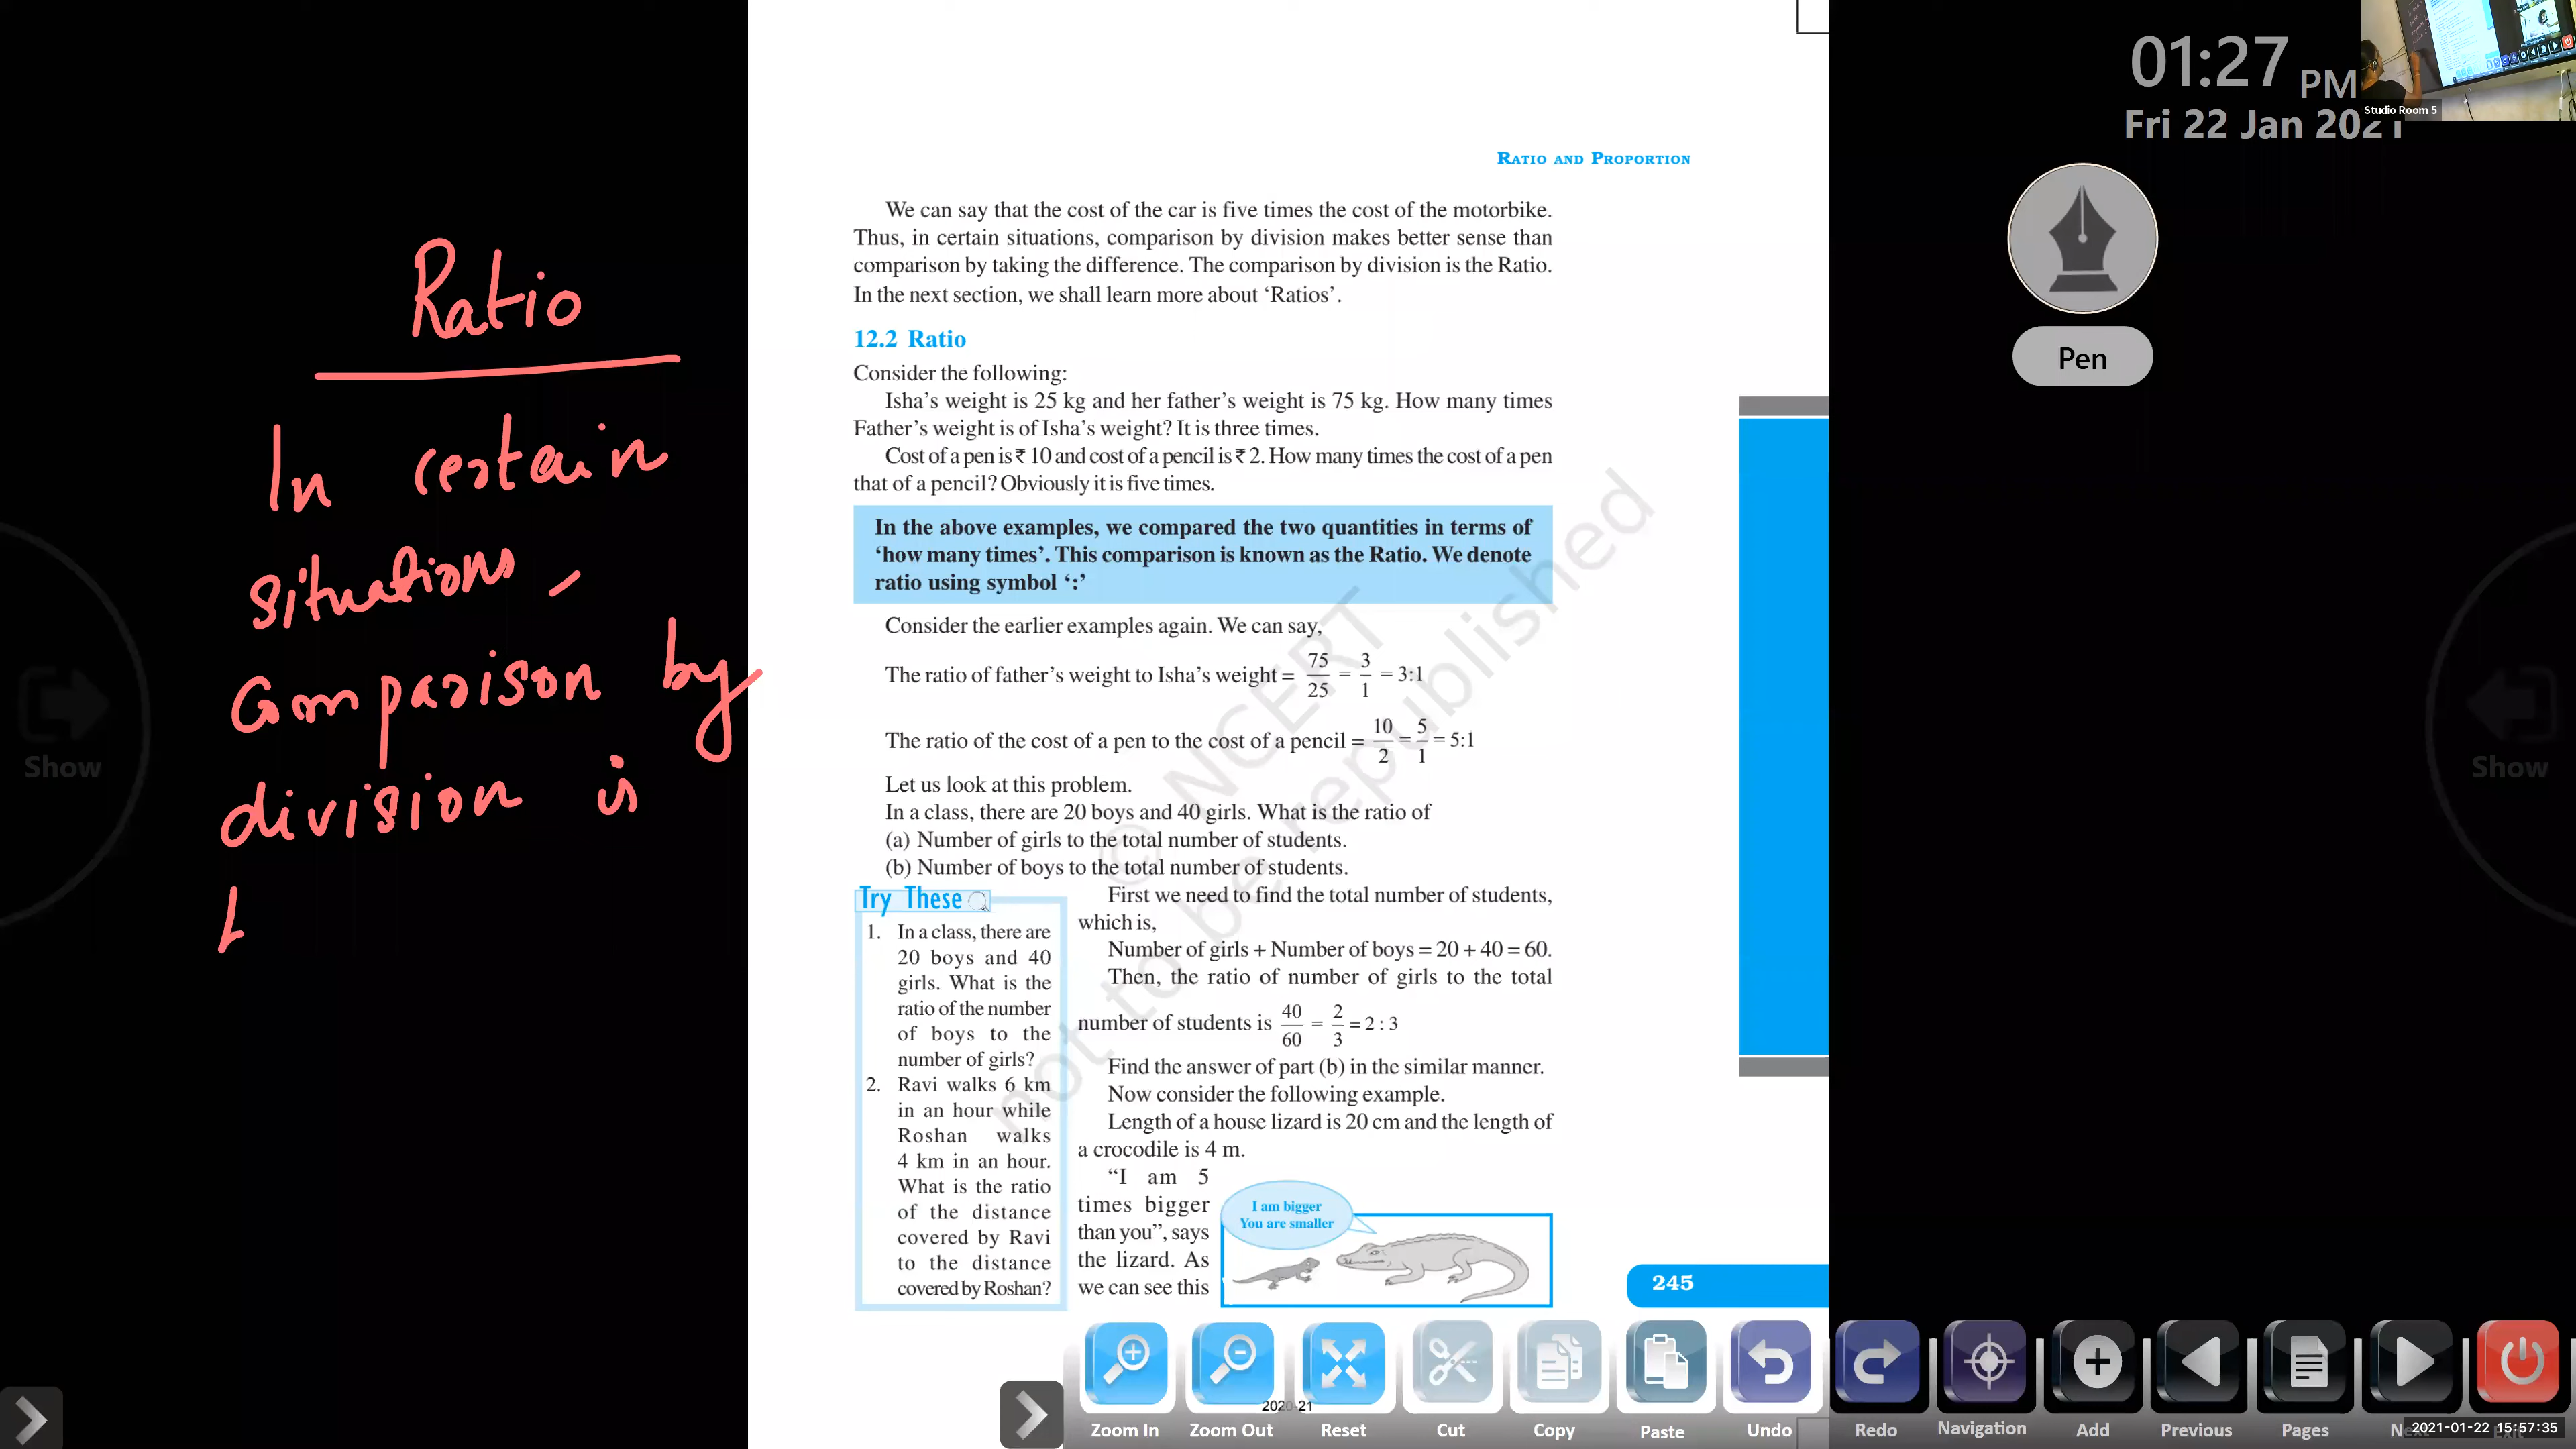 Ratio
In certain
situations,
Comparison by
division is
RATIO AND PROPORTION
We can say that the cost of the car is five times the cost of the motorbike.
Thus, in certain situations, comparison by division makes better sense than
comparison by taking the difference. The comparison by division is the Ratio.
In the next section, we shall learn more about ‘Ratios’.
12.2 Ratio
Consider the following:
Isha’s weight is 25 kg and her father’s weight is 75 kg. How many times
Father’s weight is of Isha’s weight? It is three times.
Cost of a pen is ₹ 10 and cost of a pencil is ₹ 2. How many times the cost of a pen
that of a pencil? Obviously it is five times.
In the above examples, we compared the two quantities in terms of
‘how many times’. This comparison is known as the Ratio. We denote
ratio using symbol ‘:’
Consider the earlier examples again. We can say,
The ratio of father’s weight to Isha’s weight = 75/25 = 3/1 = 3:1
The ratio of the cost of a pen to the cost of a pencil = 10/2 = 5/1 = 5:1
Let us look at this problem.
In a class, there are 20 boys and 40 girls. What is the ratio of
(a) Number of girls to the total number of students.
(b) Number of boys to the total number of students.
First we need to find the total number of students,
which is,
Number of girls + Number of boys = 20 + 40 = 60.
Then, the ratio of number of girls to the total
number of students is 40/60 = 2/3 = 2 : 3
Find the answer of part (b) in the similar manner.
Now consider the following example.
Length of a house lizard is 20 cm and the length of
a crocodile is 4 m.
“I am 5
times bigger
than you”, says
the lizard. As
we can see this
I am bigger
You are smaller
Try These
1. In a class, there are
20 boys and 40
girls. What is the
ratio of the number
of boys to the
number of girls?
2. Ravi walks 6 km
in an hour while
Roshan walks
4 km in an hour.
What is the ratio
of the distance
covered by Ravi
to the distance
covered by Roshan?
© NCERT
not to be republished
245
2020-21
01:27 PM
Fri 22 Jan 2021
Studio Room 5
Pen
Show
Show
Zoom In
Zoom Out
Reset
Cut
Copy
Paste
Undo
Redo
Navigation
Add
Previous
Pages
2021-01-22 15:57:35